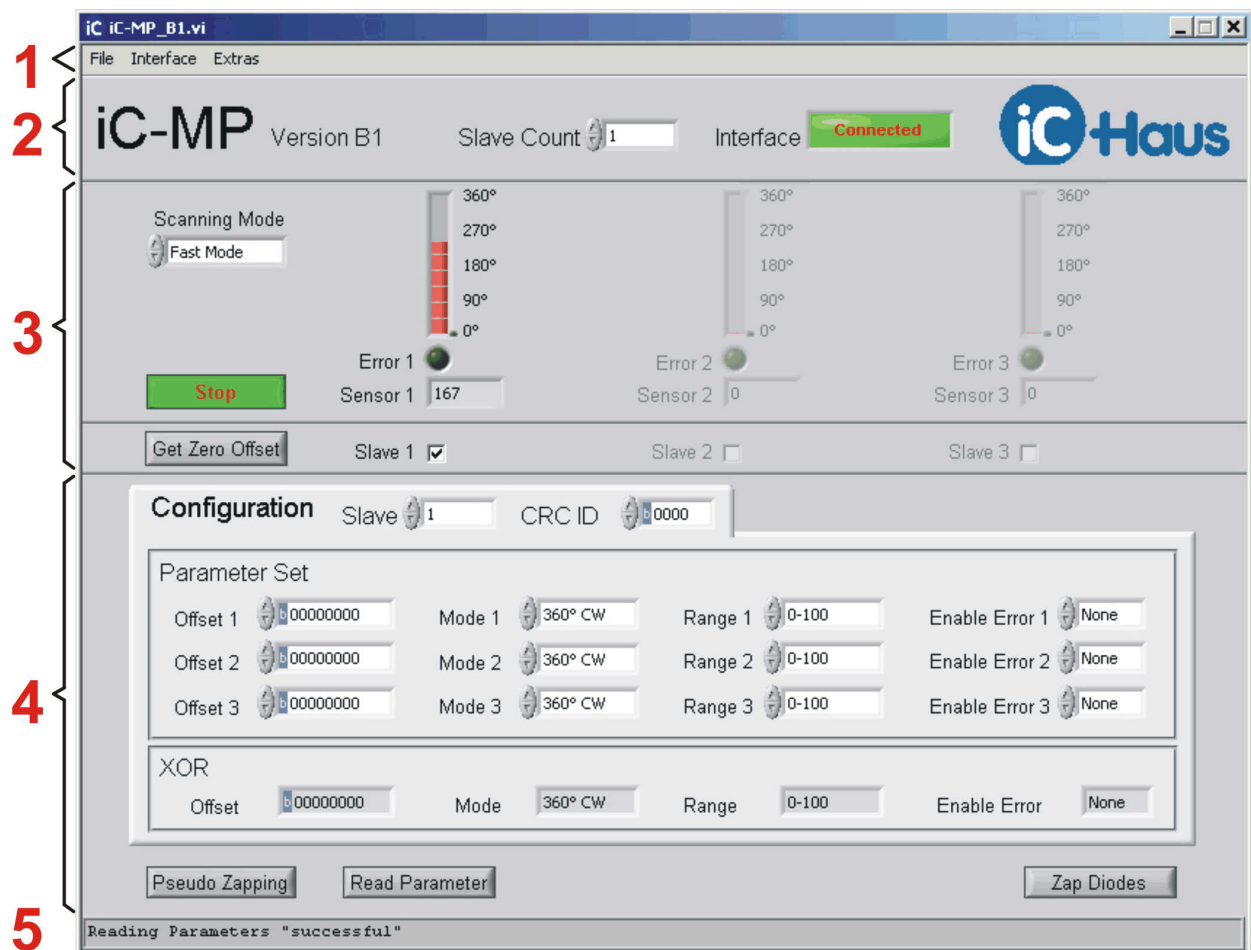 iC iC-MP_B1.vi
1
File Interface Extras
2
iC-MP Version B1 Slave Count 1 Interface Connected iC Haus
3
Scanning Mode
Fast Mode
360° 360° 360°
270° 270° 270°
180° 180° 180°
90° 90° 90°
0° 0° 0°
Error 1 Error 2 Error 3
Stop Sensor 1 167 Sensor 2 0 Sensor 3 0
Get Zero Offset Slave 1 Slave 2 Slave 3
4
Configuration Slave 1 CRC ID b 0000
Parameter Set
Offset 1 b 00000000 Mode 1 360° CW Range 1 0-100 Enable Error 1 None
Offset 2 b 00000000 Mode 2 360° CW Range 2 0-100 Enable Error 2 None
Offset 3 b 00000000 Mode 3 360° CW Range 3 0-100 Enable Error 3 None
XOR
Offset b 00000000 Mode 360° CW Range 0-100 Enable Error None
Pseudo Zapping Read Parameter Zap Diodes
5
Reading Parameters "successful"